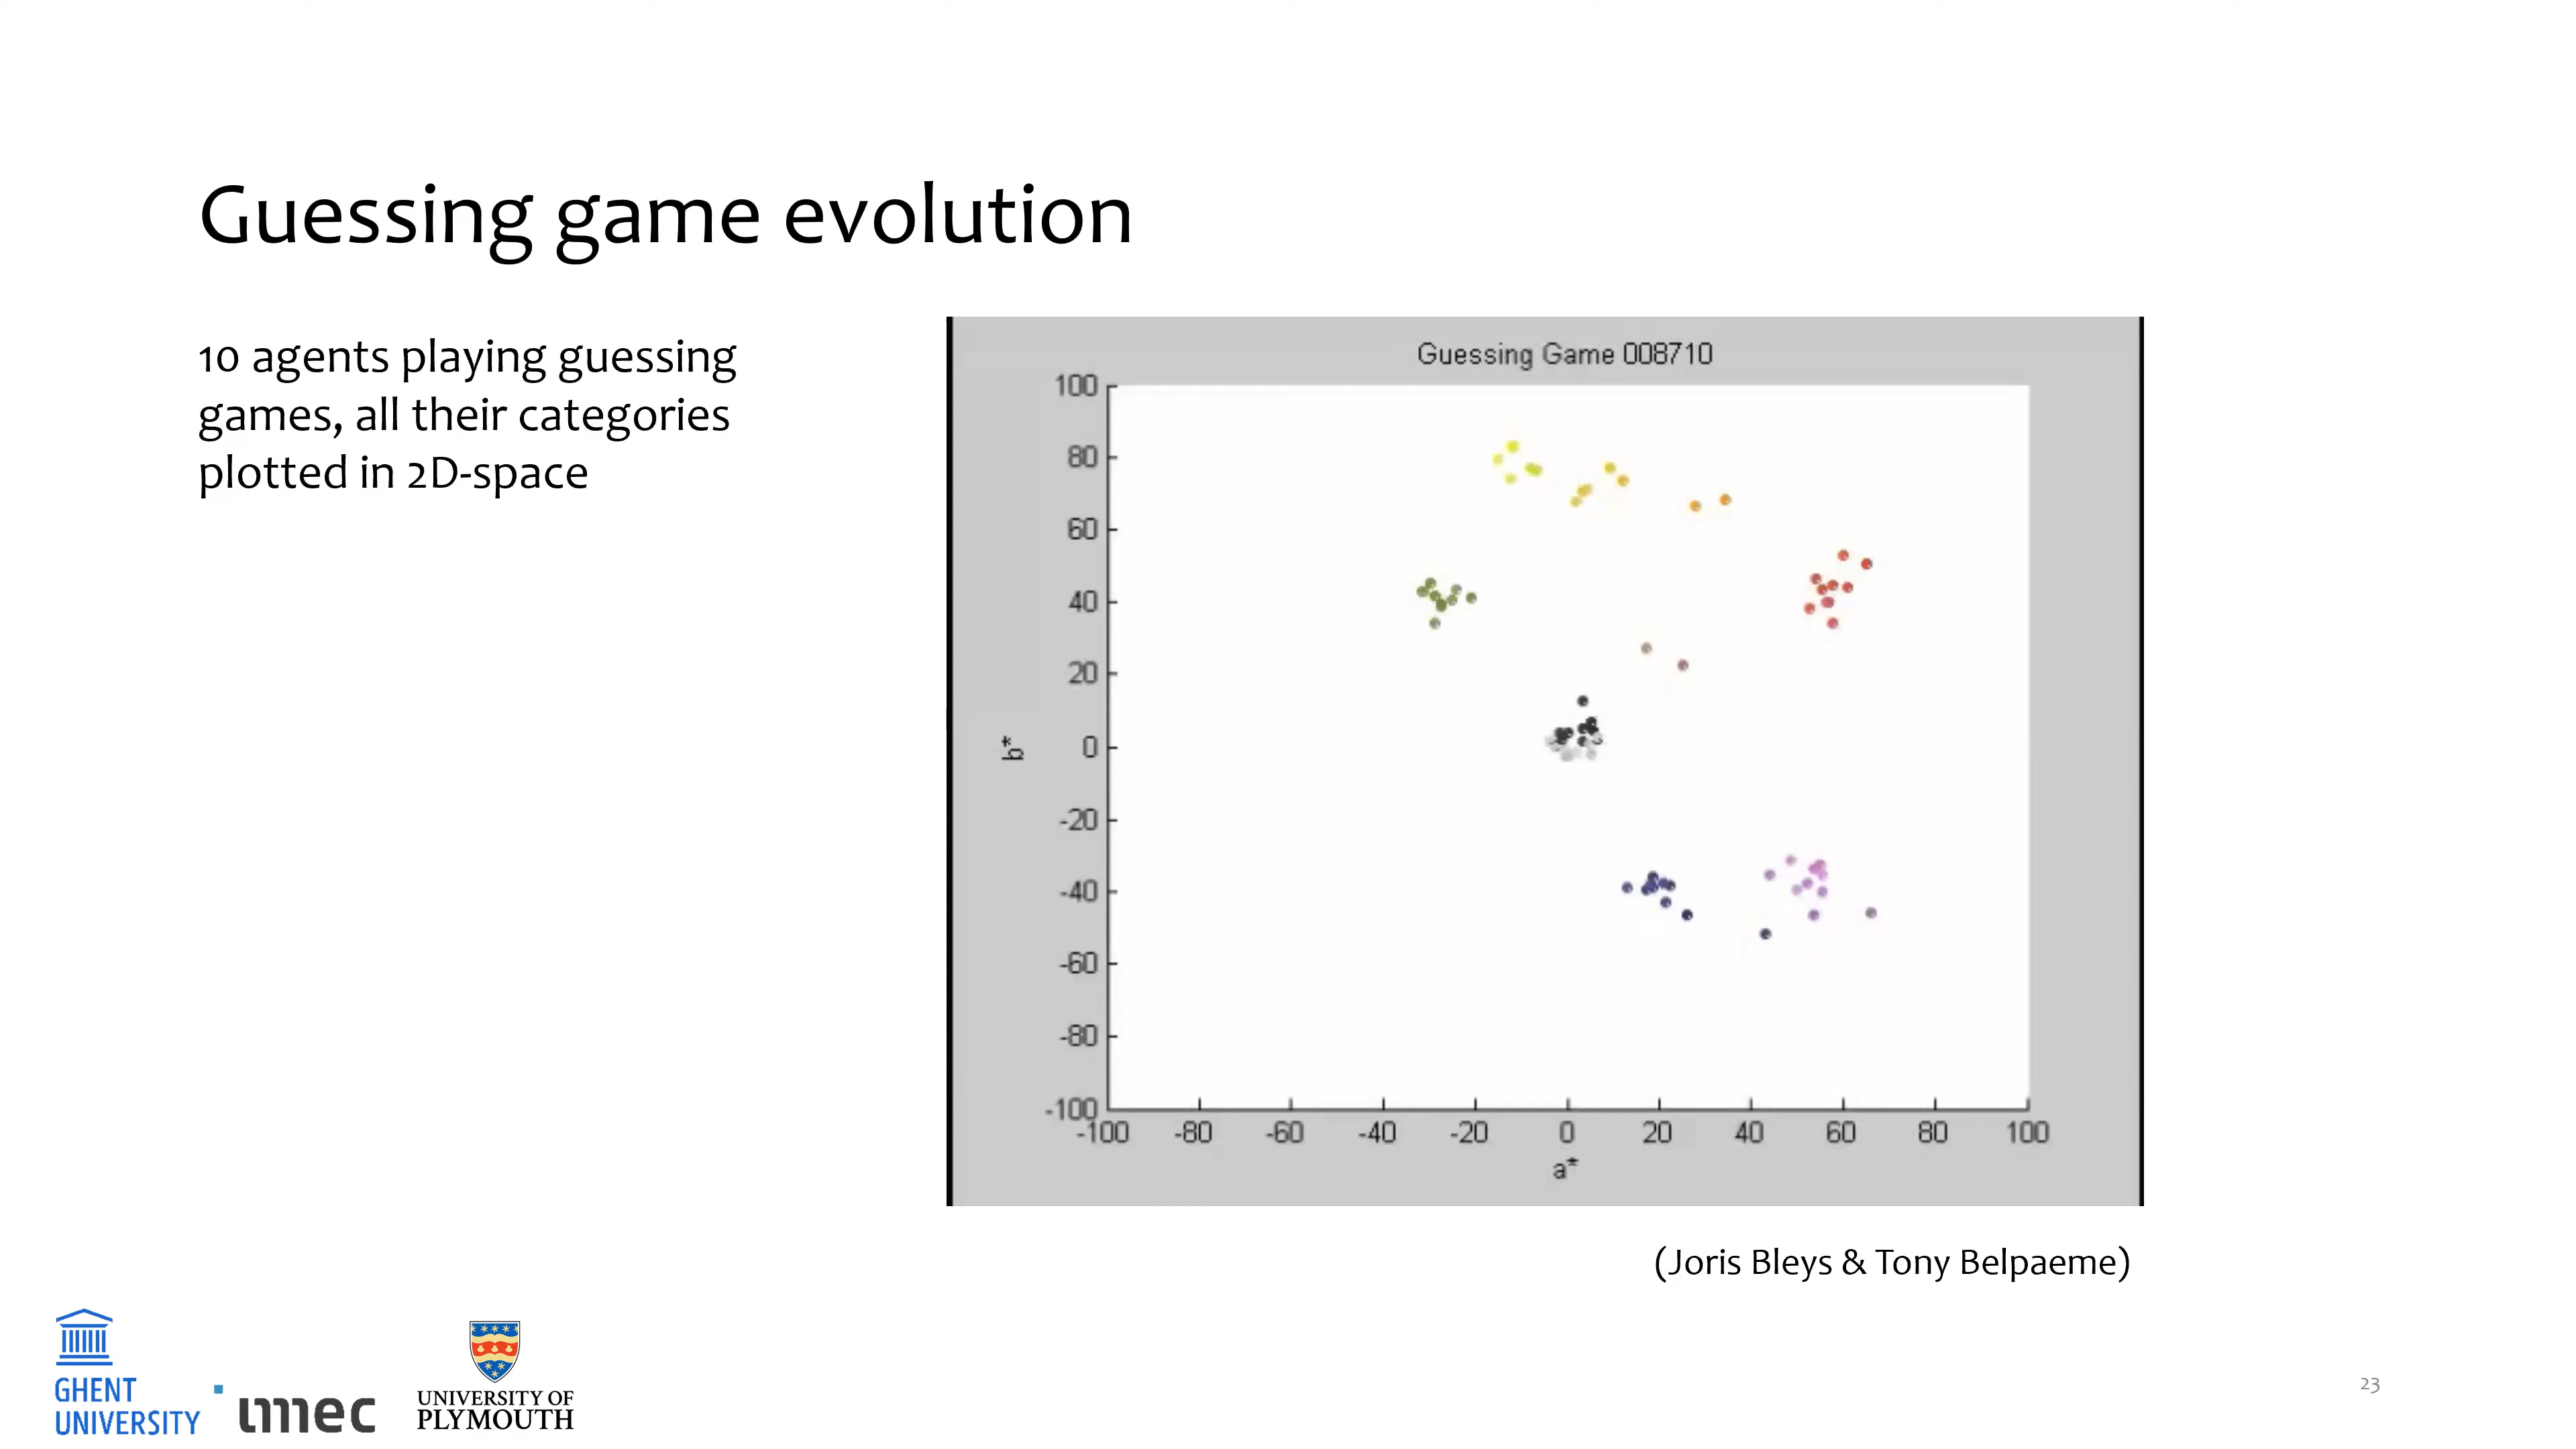 Guessing game evolution
10 agents playing guessing
games, all their categories
plotted in 2D-space
Guessing Game 008710
100
80
60
40
20
0
-20
-40
-60
-80
-100
b*
-100 -80 -60 -40 -20 0 20 40 60 80 100
a*
(Joris Bleys & Tony Belpaeme)
GHENT
UNIVERSITY
imec
UNIVERSITY OF
PLYMOUTH
23